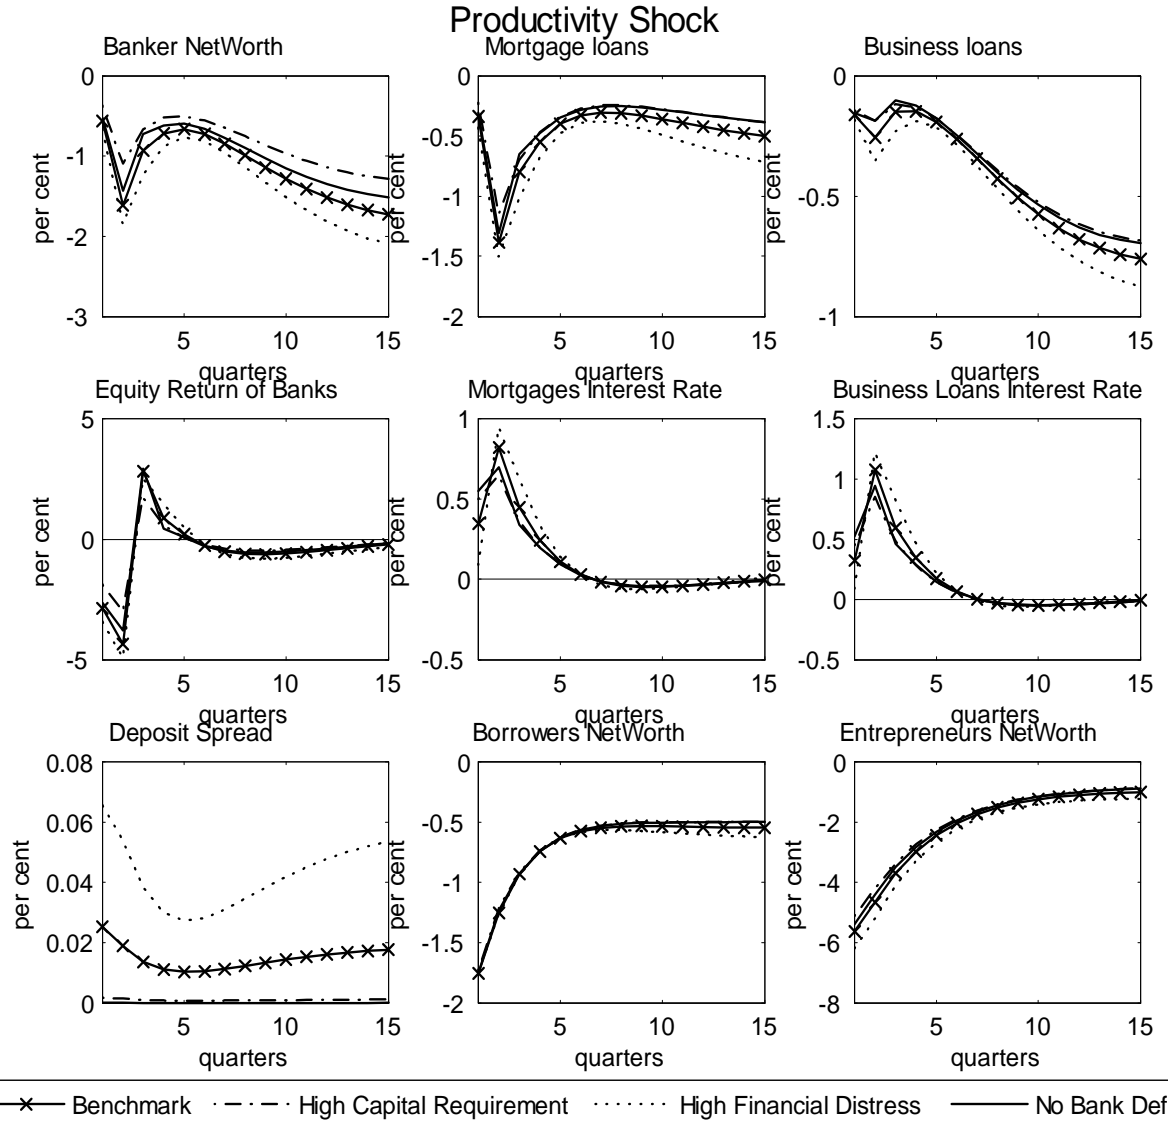 Productivity Shock
Banker NetWorth
Mortgage loans
Business loans
0
-1
-2
-3
per cent
5
10
15
quarters
0
-0.5
-1
-1.5
-2
per cent
5
10
15
quarters
0
-0.5
-1
per cent
5
10
15
quarters
Equity Return of Banks
Mortgages Interest Rate
Business Loans Interest Rate
5
0
-5
per cent
5
10
15
quarters
1
0.5
0
-0.5
per cent
5
10
15
quarters
1.5
1
0.5
0
-0.5
per cent
5
10
15
quarters
Deposit Spread
Borrowers NetWorth
Entrepreneurs NetWorth
0.08
0.06
0.04
0.02
0
per cent
5
10
15
quarters
0
-0.5
-1
-1.5
-2
per cent
5
10
15
quarters
0
-2
-4
-6
-8
per cent
5
10
15
quarters
Benchmark
High Capital Requirement
High Financial Distress
No Bank Def